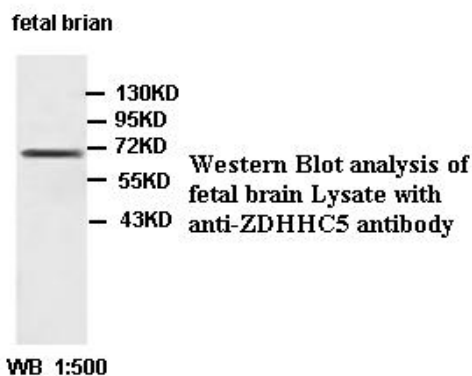 fetal brian
130KD
95KD
72KD
55KD
43KD
Western Blot analysis of
fetal brain Lysate with
anti-ZDHHC5 antibody
WB 1:500